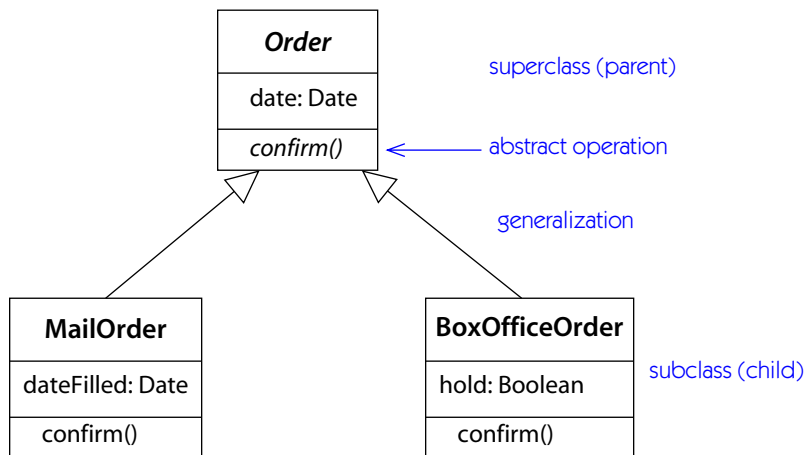 Order
superclass (parent)
date: Date
confirm()
abstract operation
generalization
MailOrder
BoxOfficeOrder
dateFilled: Date
hold: Boolean
subclass (child)
confirm()
confirm()